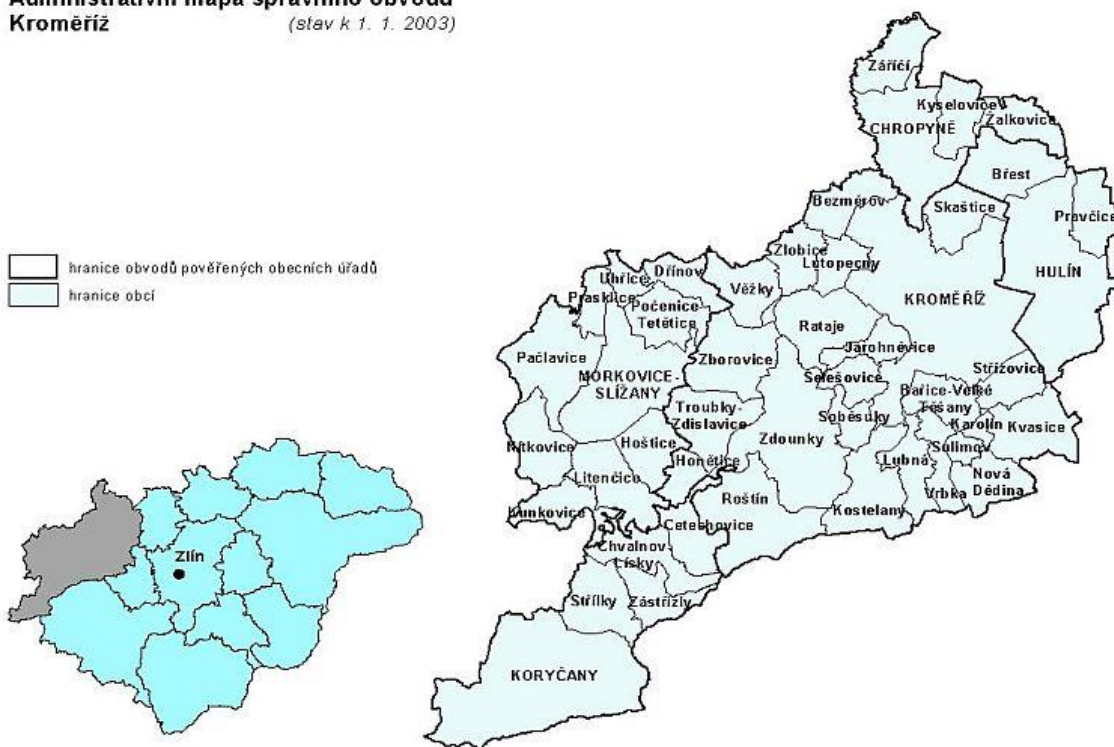 Administrativní mapa správního obvodu
Kroměříž (stav k 1. 1. 2003)
hranice obvodů pověřených obecních úřadů
hranice obcí
Zlín
Záříčí
Kyselovice
Žalkovice
CHROPYNĚ
Břest
Bezměrov
Skaštice
Pravčice
Zlobice
Lutopecny
HULÍN
Uhřice
Dřínov
Věžky
KROMĚŘÍŽ
Prasklice
Počenice-
Tetětice
Rataje
Pačlavice
Zborovice
Jarohněvice
MORKOVICE-
SLÍŽANY
Selešovice
Střížovice
Bařice-Velké
Těšany
Troubky-
Zdislavice
Soběsuky
Karolín
Kvasice
Nítkovice
Hoštice
Zdounky
Sulimov
Honětice
Lubná
Nová
Dědina
Litenčice
Roštín
Vrbka
Kunkovice
Kostelany
Cetechovice
Chvalnov-
Lísky
Střílky
Zástřizly
KORYČANY